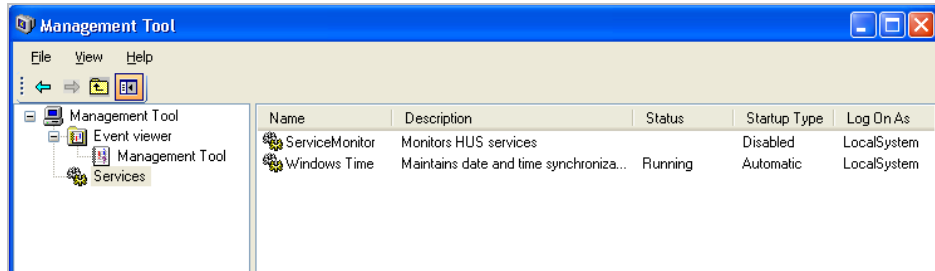 Management Tool
File View Help
Management Tool
Event viewer
Management Tool
Services
Name Description Status Startup Type Log On As
ServiceMonitor Monitors HUS services Disabled LocalSystem
Windows Time Maintains date and time synchroniza... Running Automatic LocalSystem